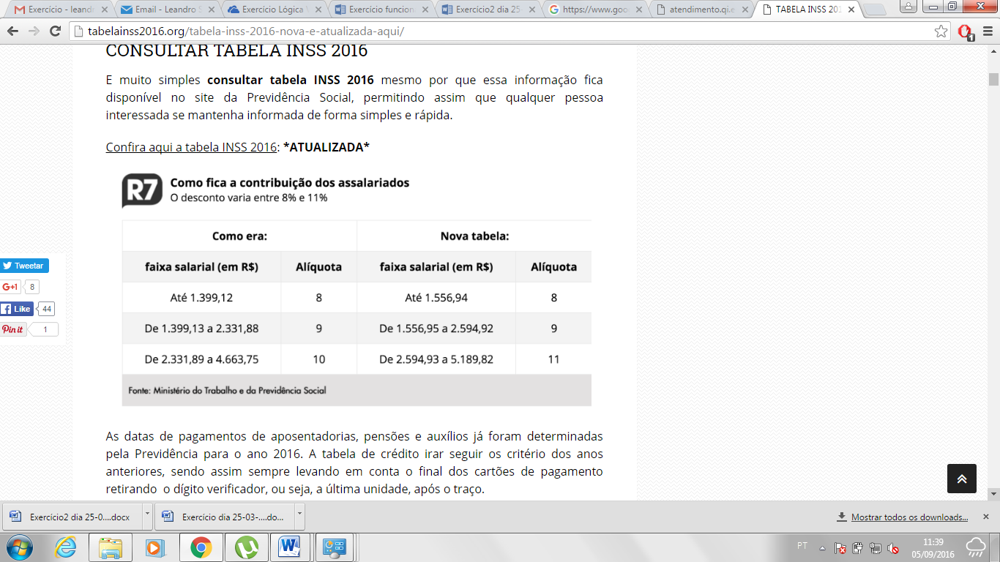 Exercício - leand
Email - Leandro S
Exercício Lógica V
Exercício funcion
Exercício2 dia 25-
https://www.goo
atendimento.qi.e
TABELA INSS 201
tabelainss2016.org/tabela-inss-2016-nova-e-atualizada-aqui/
1
CONSULTAR TABELA INSS 2016
E muito simples consultar tabela INSS 2016 mesmo por que essa informação fica
disponível no site da Previdência Social, permitindo assim que qualquer pessoa
interessada se mantenha informada de forma simples e rápida.
Confira aqui a tabela INSS 2016: *ATUALIZADA*
R7 Como fica a contribuição dos assalariados
O desconto varia entre 8% e 11%
Como era: Nova tabela:
faixa salarial (em R$) Alíquota faixa salarial (em R$) Alíquota
Até 1.399,12 8 Até 1.556,94 8
De 1.399,13 a 2.331,88 9 De 1.556,95 a 2.594,92 9
De 2.331,89 a 4.663,75 10 De 2.594,93 a 5.189,82 11
Fonte: Ministério do Trabalho e da Previdência Social
Tweetar
G+1 8
Like 44
Pin it 1
As datas de pagamentos de aposentadorias, pensões e auxílios já foram determinadas
pela Previdência para o ano 2016. A tabela de crédito irar seguir os critério dos anos
anteriores, sendo assim sempre levando em conta o final dos cartões de pagamento
retirando o dígito verificador, ou seja, a última unidade, após o traço.
Exercício2 dia 25-0....docx
Exercício dia 25-03-....do...
Mostrar todos os downloads...
PT
11:39
05/09/2016